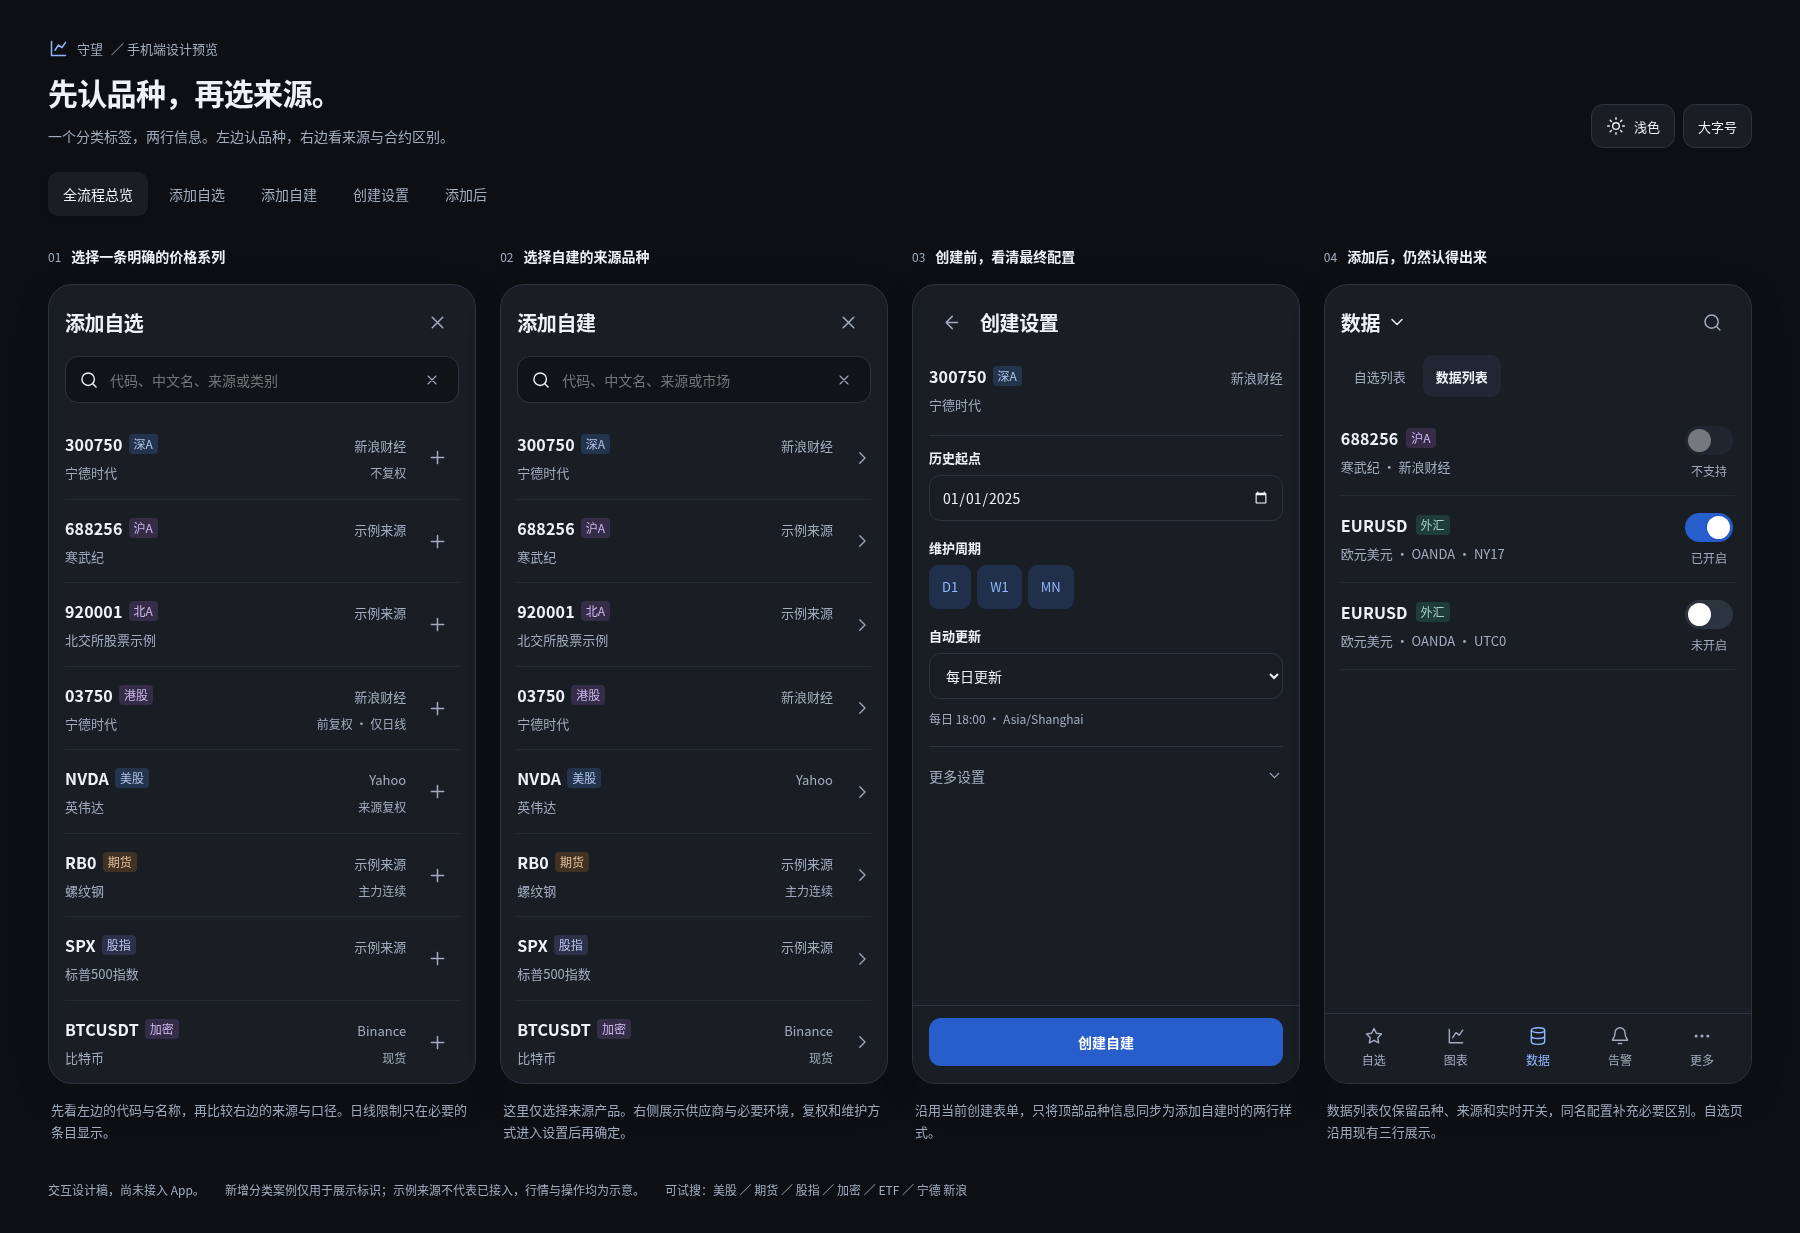 守望 ／ 手机端设计预览
先认品种，再选来源。
一个分类标签，两行信息。左边认品种，右边看来源与合约区别。
浅色
大字号
全流程总览 添加自选 添加自建 创建设置 添加后
01 选择一条明确的价格系列
添加自选
代码、中文名、来源或类别
300750 深A 新浪财经
宁德时代 不复权
688256 沪A 示例来源
寒武纪
920001 北A 示例来源
北交所股票示例
03750 港股 新浪财经
宁德时代 前复权 · 仅日线
NVDA 美股 Yahoo
英伟达 来源复权
RB0 期货 示例来源
螺纹钢 主力连续
SPX 股指 示例来源
标普500指数
BTCUSDT 加密 Binance
比特币 现货
先看左边的代码与名称，再比较右边的来源与口径。日线限制只在必要的
条目显示。
02 选择自建的来源品种
添加自建
代码、中文名、来源或市场
300750 深A 新浪财经
宁德时代
688256 沪A 示例来源
寒武纪
920001 北A 示例来源
北交所股票示例
03750 港股 新浪财经
宁德时代
NVDA 美股 Yahoo
英伟达
RB0 期货 示例来源
螺纹钢 主力连续
SPX 股指 示例来源
标普500指数
BTCUSDT 加密 Binance
比特币 现货
这里仅选择来源产品。右侧展示供应商与必要环境，复权和维护方
式进入设置后再确定。
03 创建前，看清最终配置
创建设置
300750 深A 新浪财经
宁德时代
历史起点
01/01/2025
维护周期
D1 W1 MN
自动更新
每日更新
每日 18:00 · Asia/Shanghai
更多设置
创建自建
沿用当前创建表单，只将顶部品种信息同步为添加自建时的两行样
式。
04 添加后，仍然认得出来
数据
自选列表 数据列表
688256 沪A
寒武纪 · 新浪财经 不支持
EURUSD 外汇
欧元美元 · OANDA · NY17 已开启
EURUSD 外汇
欧元美元 · OANDA · UTC0 未开启
自选 图表 数据 告警 更多
数据列表仅保留品种、来源和实时开关，同名配置补充必要区别。自选页
沿用现有三行展示。
交互设计稿，尚未接入 App。 新增分类案例仅用于展示标识；示例来源不代表已接入，行情与操作均为示意。 可试搜：美股 ／ 期货 ／ 股指 ／ 加密 ／ ETF ／ 宁德 新浪